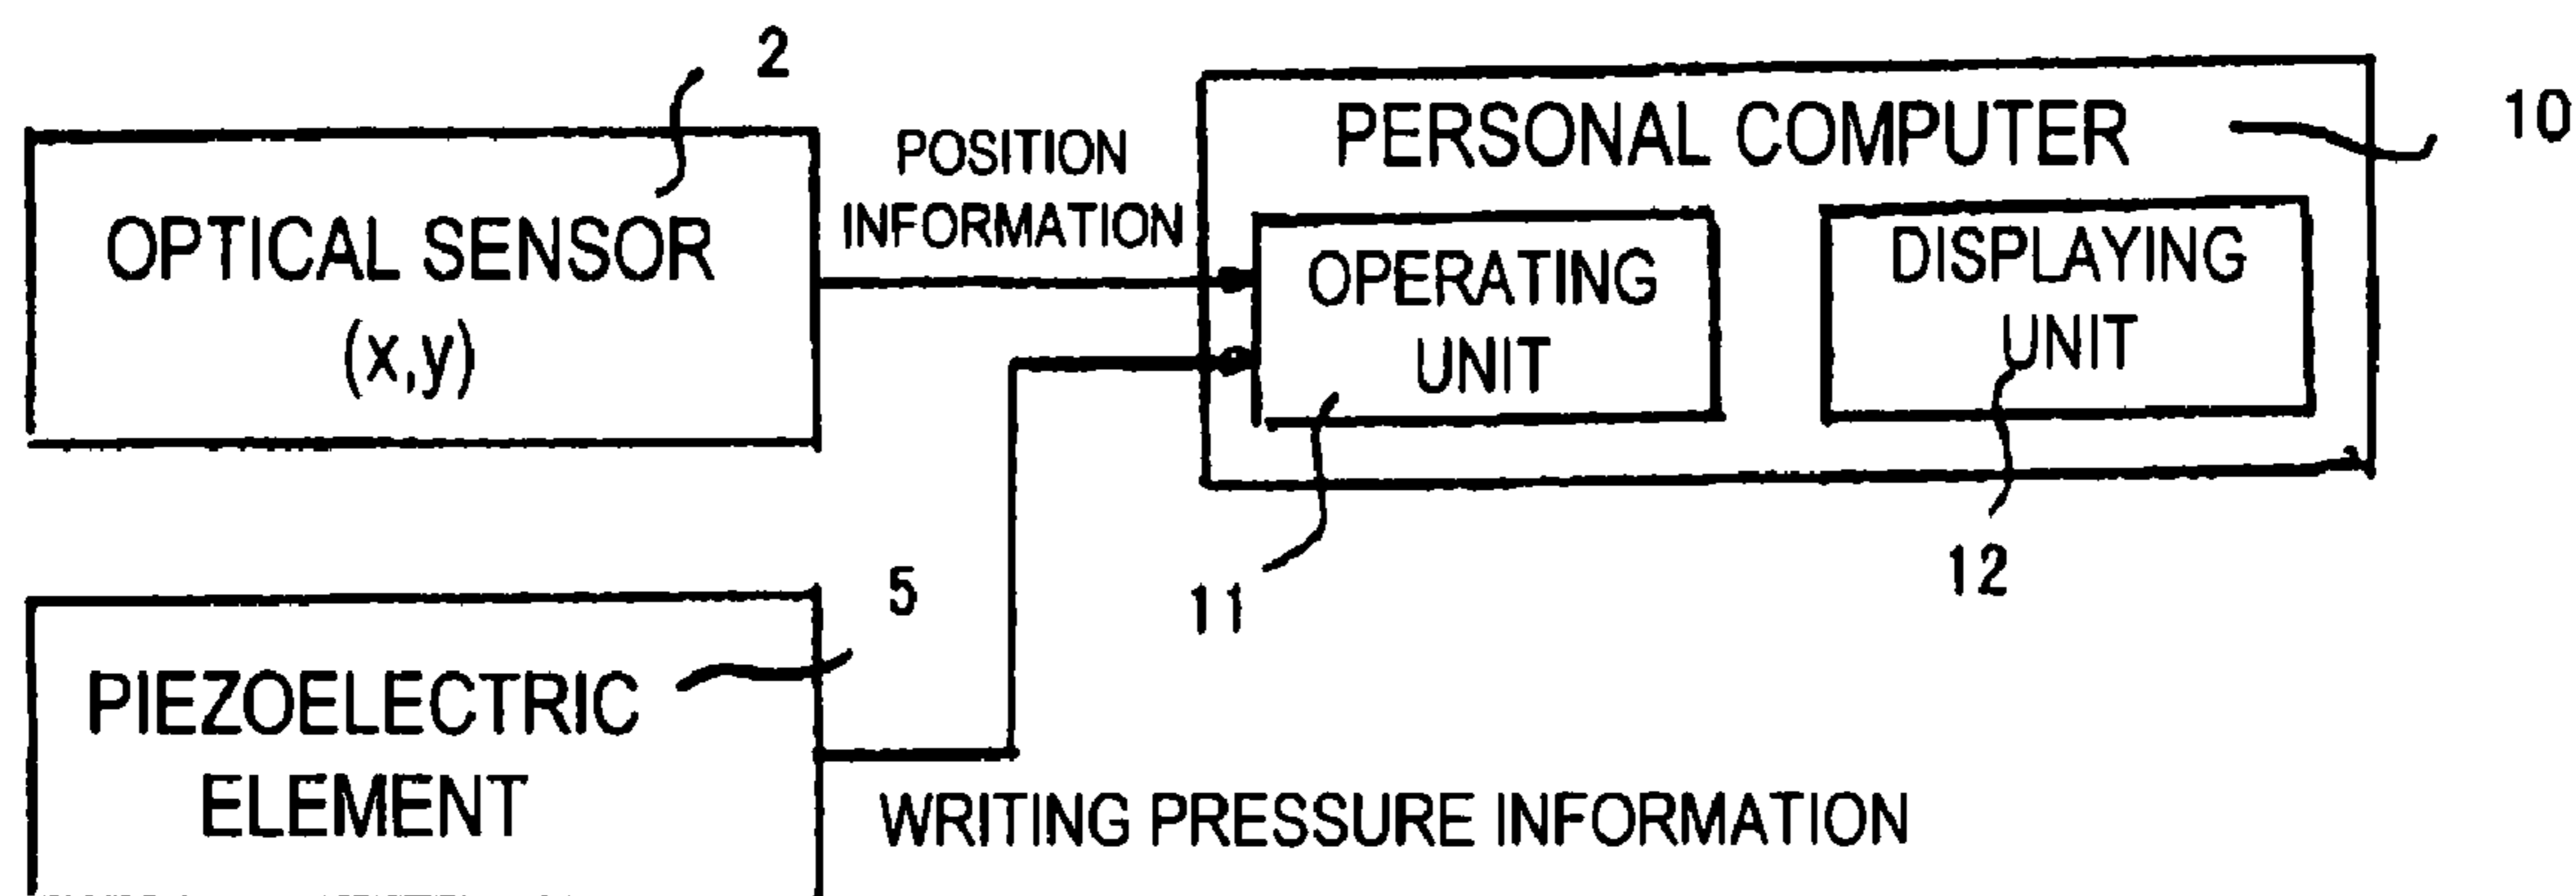 2
OPTICAL SENSOR
(x,y)
POSITION
INFORMATION
PERSONAL COMPUTER
10
OPERATING
UNIT
DISPLAYING
UNIT
11
12
5
PIEZOELECTRIC
ELEMENT
WRITING PRESSURE INFORMATION